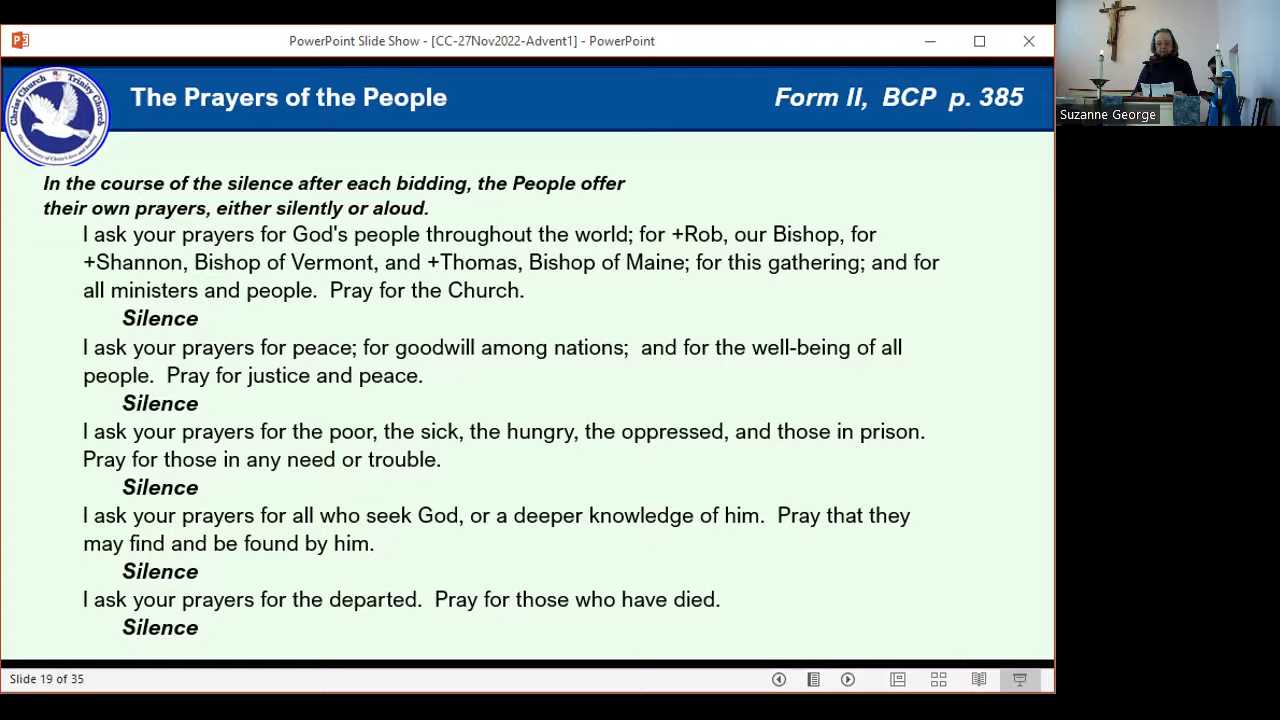 PowerPoint Slide Show - [CC-27Nov2022-Advent1] - PowerPoint
Christ Church Trinity Church
The Prayers of the People
Form II, BCP p. 385
Suzanne George
In the course of the silence after each bidding, the People offer
their own prayers, either silently or aloud.
I ask your prayers for God's people throughout the world; for +Rob, our Bishop, for
+Shannon, Bishop of Vermont, and +Thomas, Bishop of Maine; for this gathering; and for
all ministers and people.  Pray for the Church.
Silence
I ask your prayers for peace; for goodwill among nations;  and for the well-being of all
people.  Pray for justice and peace.
Silence
I ask your prayers for the poor, the sick, the hungry, the oppressed, and those in prison.
Pray for those in any need or trouble.
Silence
I ask your prayers for all who seek God, or a deeper knowledge of him.  Pray that they
may find and be found by him.
Silence
I ask your prayers for the departed.  Pray for those who have died.
Silence
Slide 19 of 35